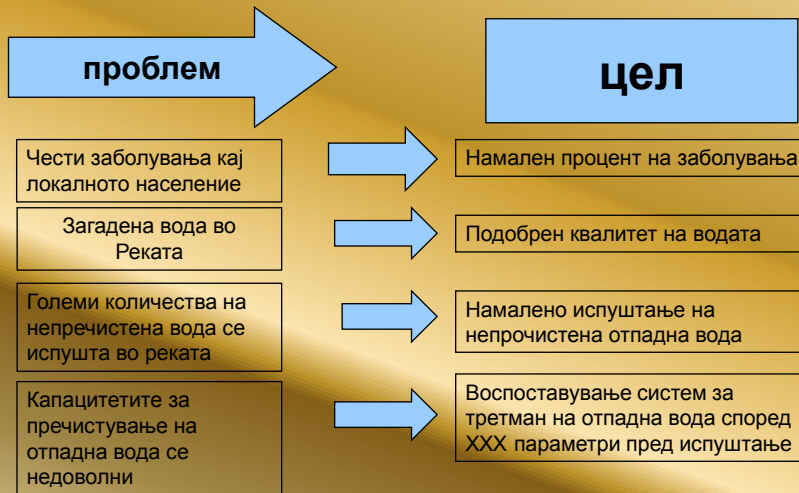 проблем
цел
Чести заболувања кај
локалното население
Намален процент на заболувања
Загадена вода во
Реката
Подобрен квалитет на водата
Големи количества на
непречистена вода се
испушта во реката
Намалено испуштање на
непрочистена отпадна вода
Капацитетите за
пречистување на
отпадна вода се
недоволни
Воспоставување систем за
третман на отпадна вода според
ХХХ параметри пред испуштање